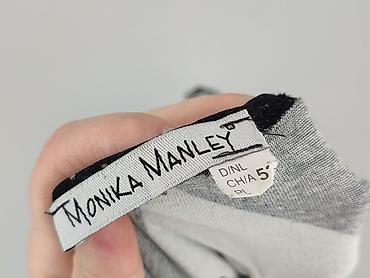 MONIKA MANLEY
D/NL
CH/A 5
PL